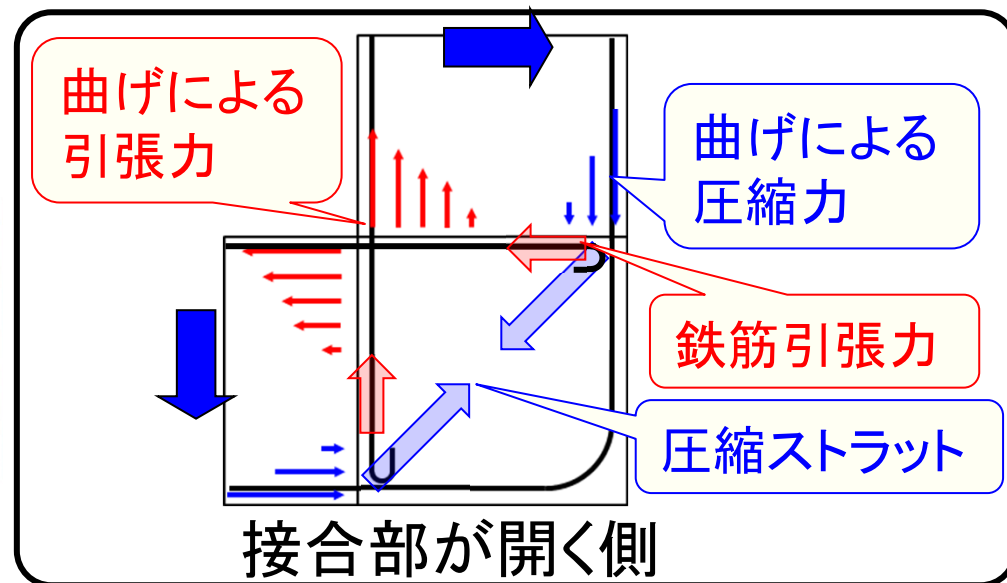 曲げによる
引張力
曲げによる
圧縮力
鉄筋引張力
圧縮ストラット
接合部が開く側